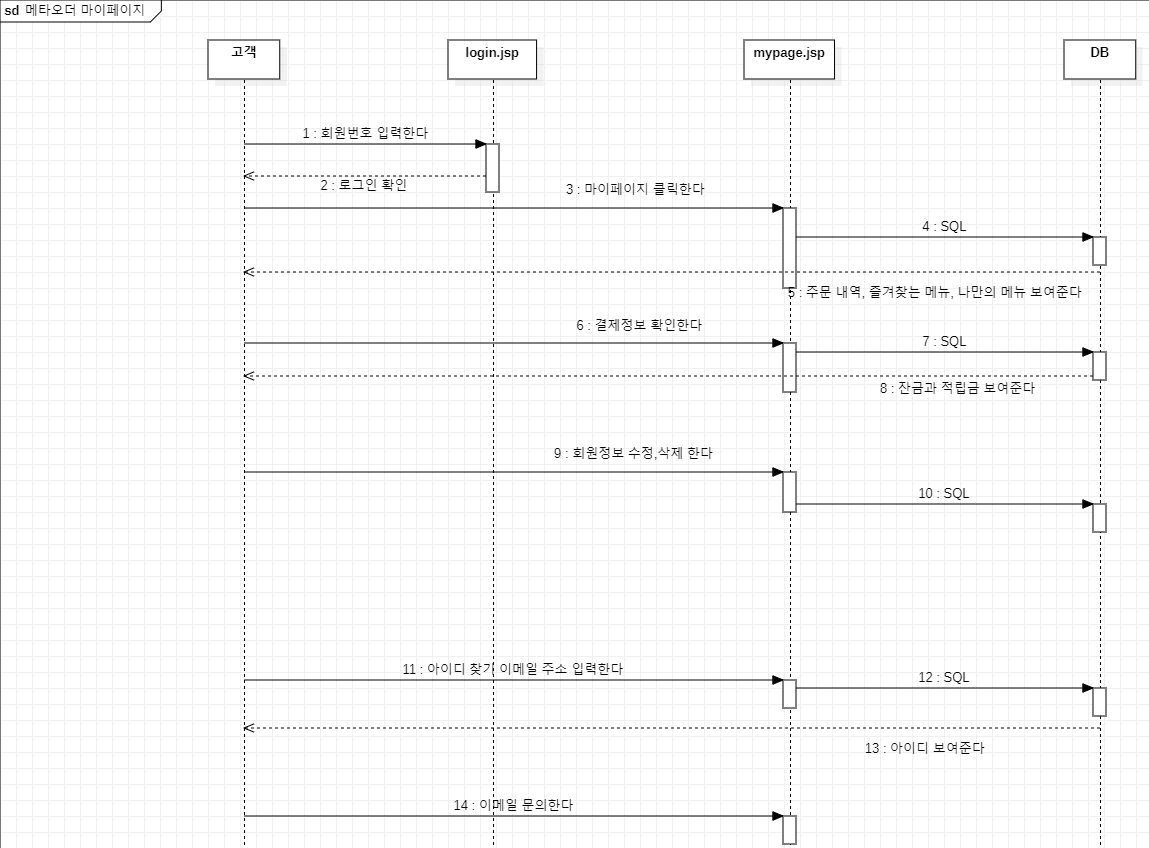 sd 메타오더 마이페이지
고객
login.jsp
mypage.jsp
DB
1 : 회원번호 입력한다
2 : 로그인 확인
3 : 마이페이지 클릭한다
4 : SQL
5 : 주문 내역, 즐겨찾는 메뉴, 나만의 메뉴 보여준다
6 : 결제정보 확인한다
7 : SQL
8 : 잔금과 적립금 보여준다
9 : 회원정보 수정,삭제 한다
10 : SQL
11 : 아이디 찾기 이메일 주소 입력한다
12 : SQL
13 : 아이디 보여준다
14 : 이메일 문의한다